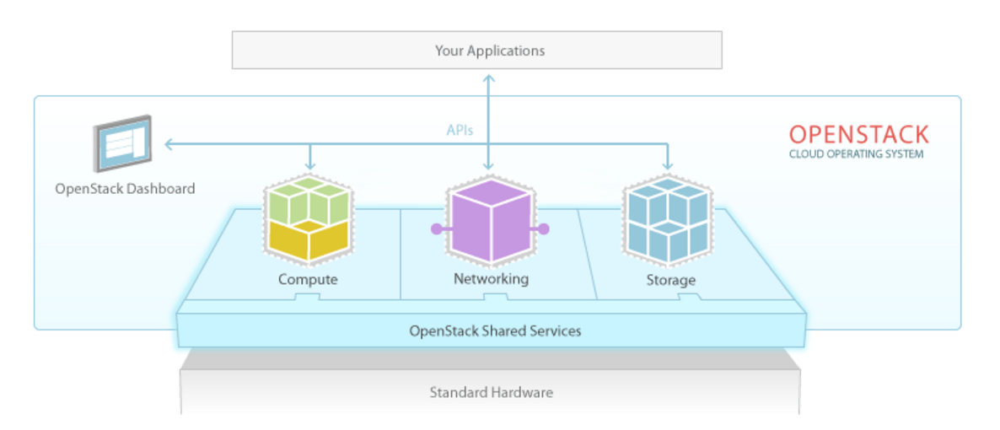 Your Applications
APIs
OPENSTACK
CLOUD OPERATING SYSTEM
OpenStack Dashboard
Compute
Networking
Storage
OpenStack Shared Services
Standard Hardware